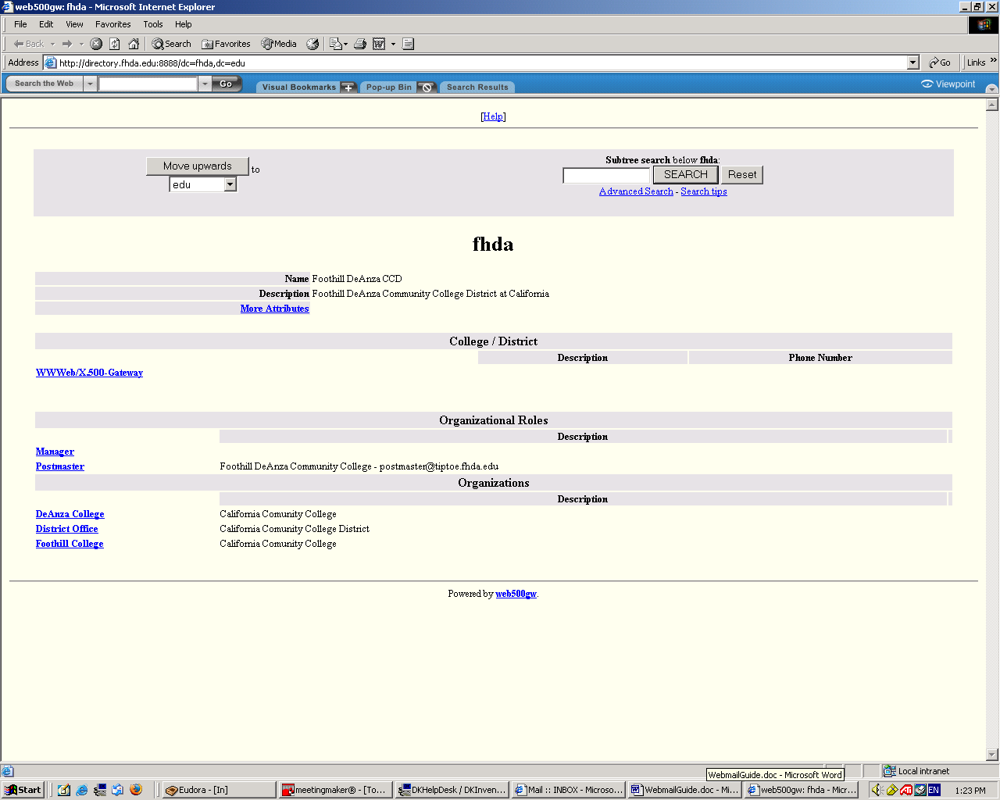 web500gw: fhda - Microsoft Internet Explorer
File Edit View Favorites Tools Help
Back Search Favorites Media
Address http://directory.fhda.edu:8888/dc=fhda,dc=edu Go Links »
Search the Web Go Visual Bookmarks Pop-up Bin Search Results Viewpoint
[Help]
Move upwards to
edu
Subtree search below fhda:
SEARCH Reset
Advanced Search - Search tips
fhda
Name Foothill DeAnza CCD
Description Foothill DeAnza Community College District at California
More Attributes
College / District
Description Phone Number
WWWeb/X.500-Gateway
Organizational Roles
Description
Manager
Postmaster Foothill DeAnza Community College - postmaster@tiptoe.fhda.edu
Organizations
Description
DeAnza College California Comunity College
District Office California Comunity College District
Foothill College California Comunity College
Powered by web500gw.
Local intranet
WebmailGuide.doc - Microsoft Word
Start Eudora - [In] meetingmaker® - [To... DKHelpDesk / DKInven... Mail :: INBOX - Microso... WebmailGuide.doc - Mi... web500gw: fhda - Micr... EN 1:23 PM